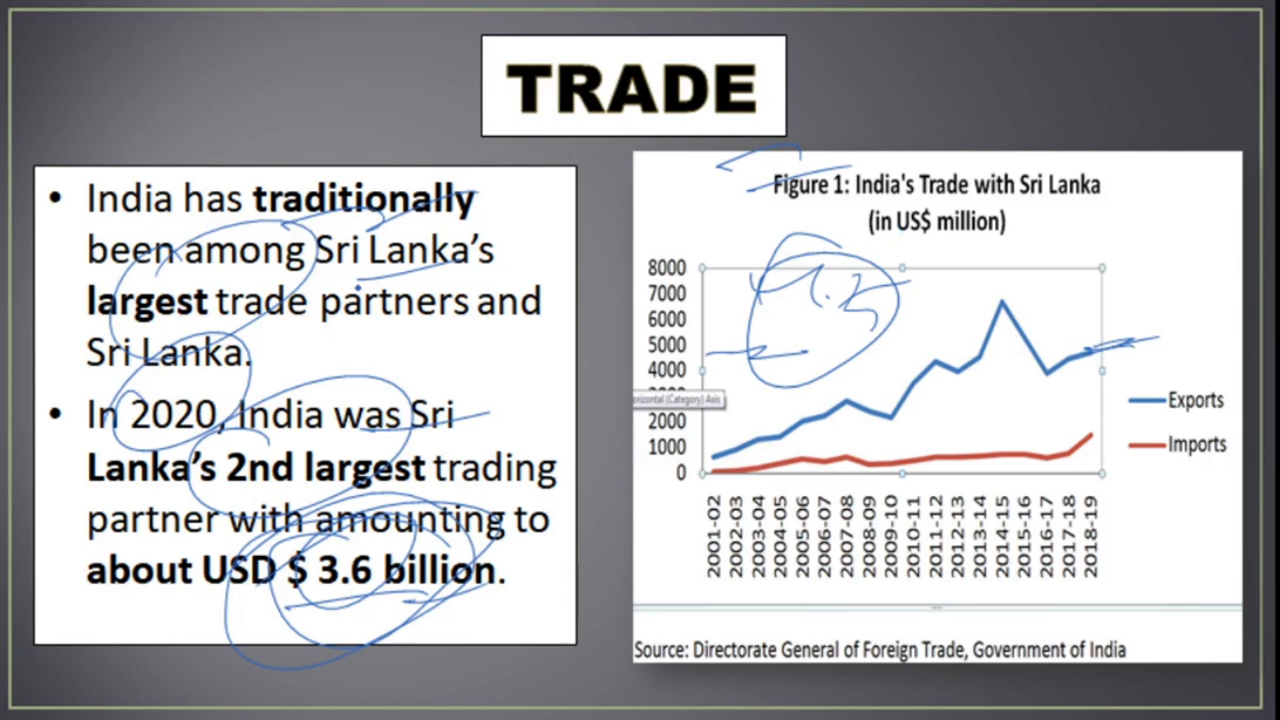 TRADE
• India has traditionally
been among Sri Lanka's
largest trade partners and
Sri Lanka.
• In 2020, India was Sri
Lanka's 2nd largest trading
partner with amounting to
about USD $ 3.6 billion.
Figure 1: India's Trade with Sri Lanka
(in US$ million)
8000
7000
6000
5000
4000
2000
1000
0
(Category) Axis
Exports
Imports
2001-02
2002-03
2003-04
2004-05
2005-06
2006-07
2007-08
2008-09
2009-10
2010-11
2011-12
2012-13
2013-14
2014-15
2015-16
2016-17
2017-18
2018-19
Source: Directorate General of Foreign Trade, Government of India